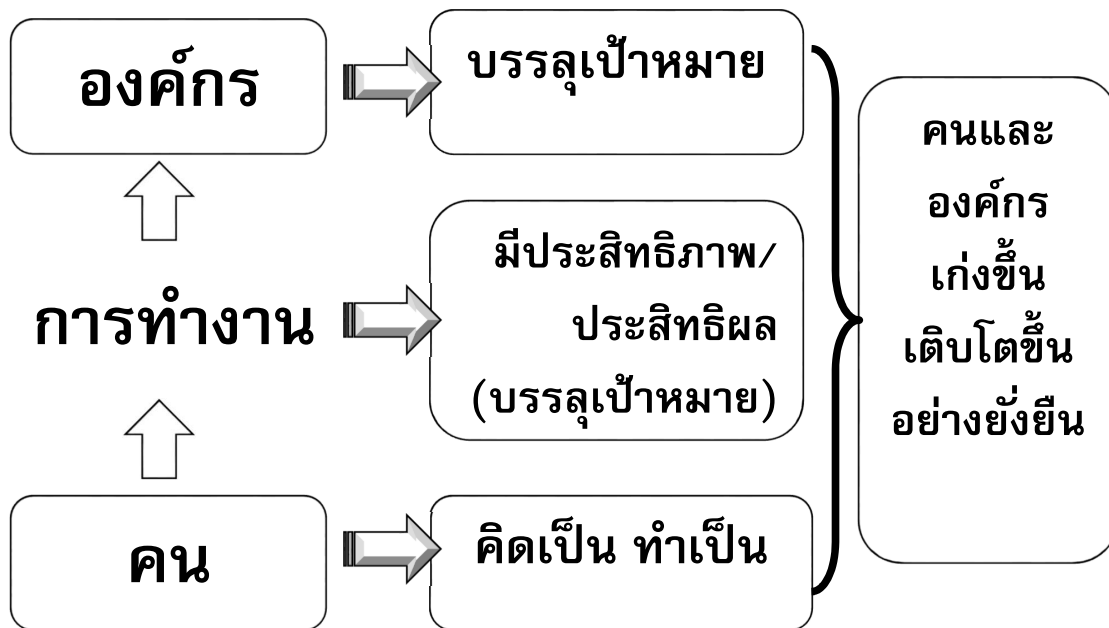 องค์กร
บรรลุเป้าหมาย
การทำงาน
มีประสิทธิภาพ/
ประสิทธิผล
(บรรลุเป้าหมาย)
คน
คิดเป็น ทำเป็น
คนและ
องค์กร
เก่งขึ้น
เติบโตขึ้น
อย่างยั่งยืน